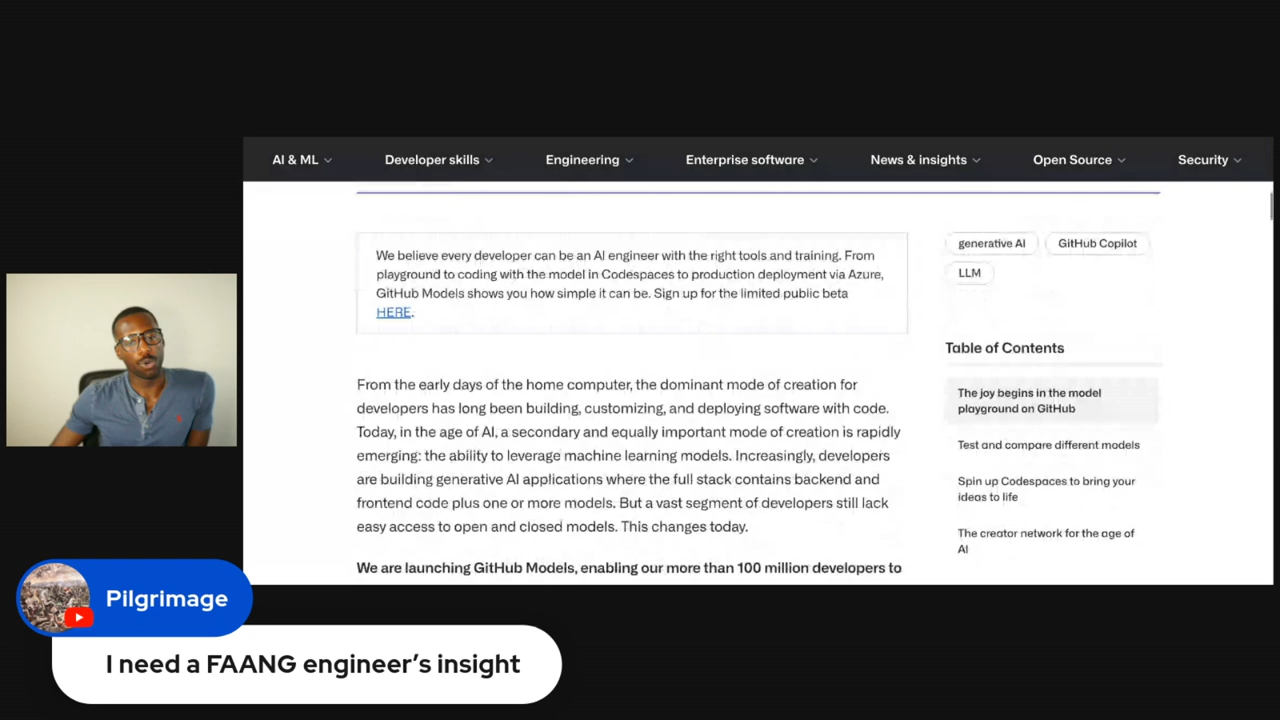 AI & ML
Developer skills
Engineering
Enterprise software
News & insights
Open Source
Security
We believe every developer can be an AI engineer with the right tools and training. From
playground to coding with the model in Codespaces to production deployment via Azure,
GitHub Models shows you how simple it can be. Sign up for the limited public beta
HERE.
From the early days of the home computer, the dominant mode of creation for
developers has long been building, customizing, and deploying software with code.
Today, in the age of AI, a secondary and equally important mode of creation is rapidly
emerging: the ability to leverage machine learning models. Increasingly, developers
are building generative AI applications where the full stack contains backend and
frontend code plus one or more models. But a vast segment of developers still lack
easy access to open and closed models. This changes today.
We are launching GitHub Models, enabling our more than 100 million developers to
generative AI
GitHub Copilot
LLM
Table of Contents
The joy begins in the model
playground on GitHub
Test and compare different models
Spin up Codespaces to bring your
ideas to life
The creator network for the age of
AI
Pilgrimage
I need a FAANG engineer’s insight